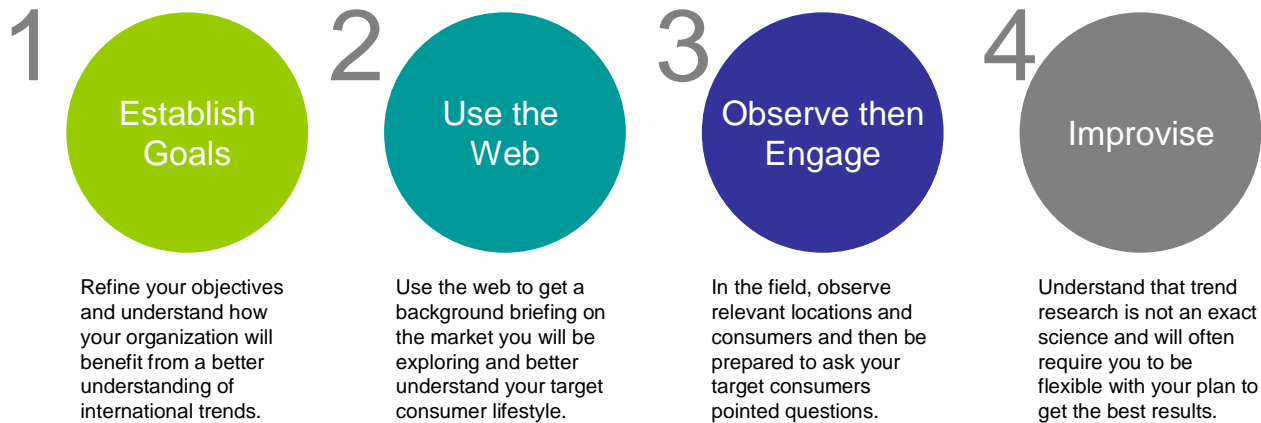 1
Establish
Goals
Refine your objectives
and understand how
your organization will
benefit from a better
understanding of
international trends.
2
Use the
Web
Use the web to get a
background briefing on
the market you will be
exploring and better
understand your target
consumer lifestyle.
3
Observe then
Engage
In the field, observe
relevant locations and
consumers and then be
prepared to ask your
target consumers
pointed questions.
4
Improvise
Understand that trend
research is not an exact
science and will often
require you to be
flexible with your plan to
get the best results.